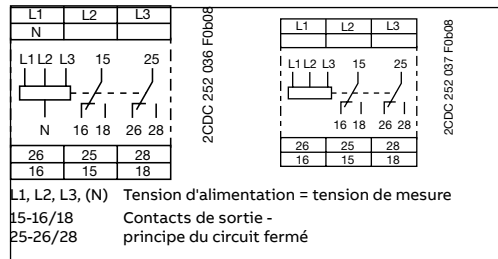 L1 L2 L3
N
L1 L2 L3 15 25
N 16 18 26 28
26 25 28
16 15 18
2CDC 252 036 F0b08
L1 L2 L3
L1 L2 L3 15 25
16 18 26 28
26 25 28
16 15 18
2CDC 252 037 F0b08
L1, L2, L3, (N) Tension d'alimentation = tension de mesure
15-16/18 Contacts de sortie -
25-26/28 principe du circuit fermé